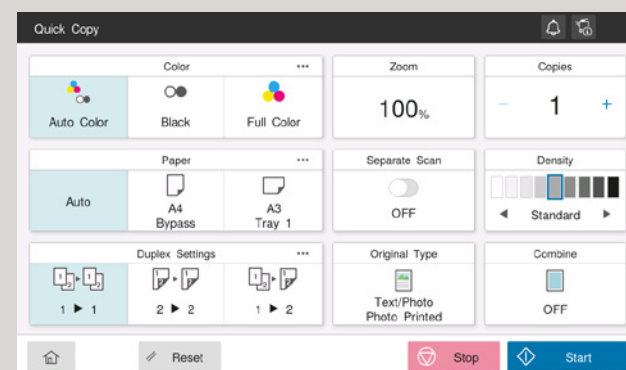 Quick Copy
Color
Zoom
Copies
Auto Color
Black
Full Color
100%
−
1
+
Paper
Separate Scan
Density
Auto
A4
Bypass
A3
Tray 1
OFF
◀ Standard ▶
Duplex Settings
Original Type
Combine
1 ▶ 1
2 ▶ 2
1 ▶ 2
Text/Photo
Photo Printed
OFF
Reset
Stop
Start